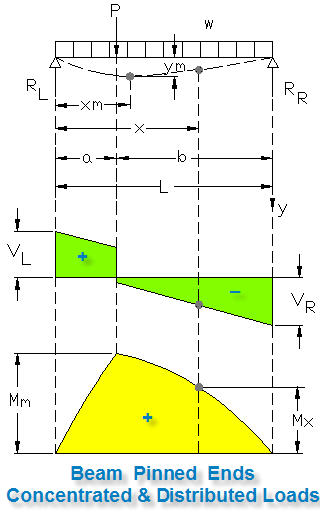 P
w
ym
RL
RR
xm
x
a
b
L
y
VL
+
−
VR
Mm
+
Mx
Beam Pinned Ends
Concentrated & Distributed Loads